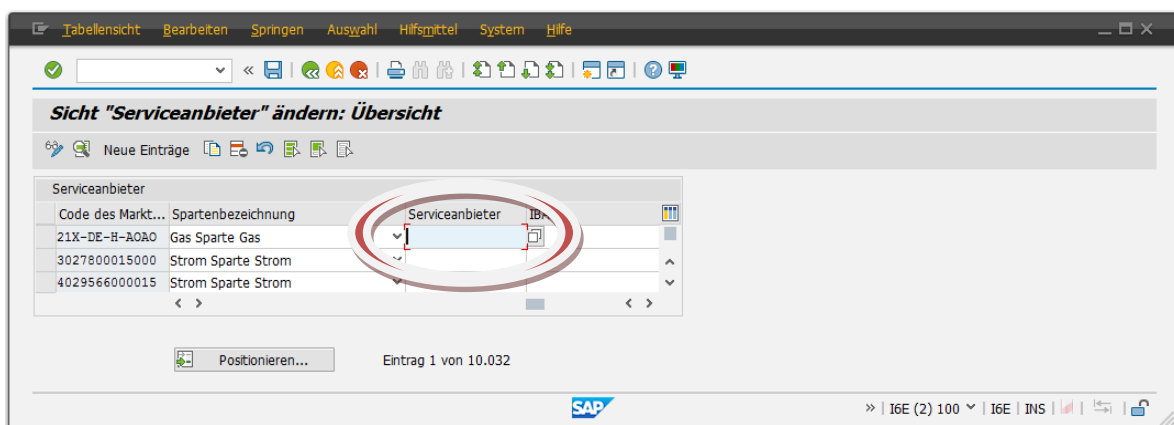 Tabellensicht Bearbeiten Springen Auswahl Hilfsmittel System Hilfe
Sicht "Serviceanbieter" ändern: Übersicht
Neue Einträge
Serviceanbieter
Code des Markt... Spartenbezeichnung Serviceanbieter
21X-DE-H-A0A0 Gas Sparte Gas
3027800015000 Strom Sparte Strom
4029566000015 Strom Sparte Strom
Positionieren... Eintrag 1 von 10.032
SAP
I6E (2) 100 I6E INS